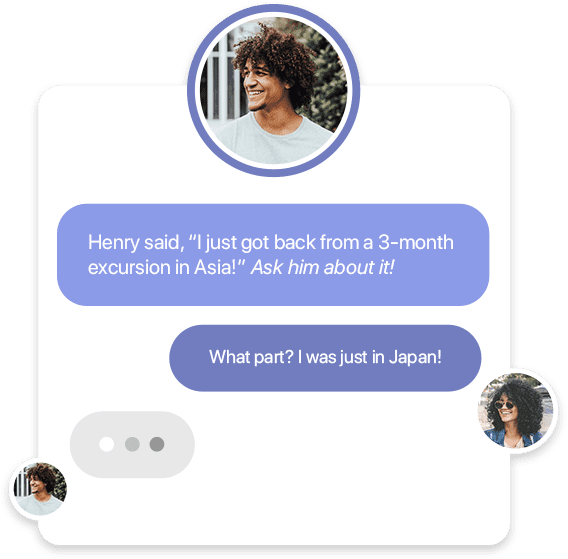 Henry said, “I just got back from a 3-month
excursion in Asia!” Ask him about it!
What part? I was just in Japan!